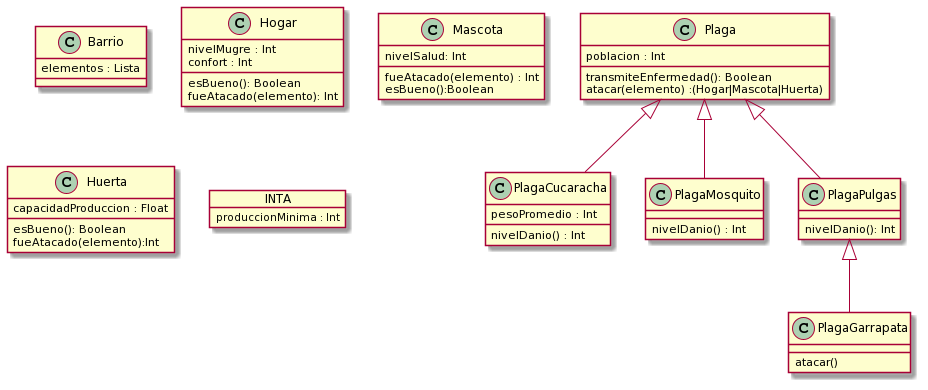 C Barrio
elementos : Lista
C Hogar
nivelMugre : Int
confort : Int
esBueno(): Boolean
fueAtacado(elemento): Int
C Mascota
nivelSalud: Int
fueAtacado(elemento) : Int
esBueno():Boolean
C Plaga
poblacion : Int
transmiteEnfermedad(): Boolean
atacar(elemento) :(Hogar|Mascota|Huerta)
C Huerta
capacidadProduccion : Float
esBueno(): Boolean
fueAtacado(elemento):Int
INTA
produccionMinima : Int
C PlagaCucaracha
pesoPromedio : Int
nivelDanio() : Int
C PlagaMosquito
nivelDanio() : Int
C PlagaPulgas
nivelDanio(): Int
C PlagaGarrapata
atacar()